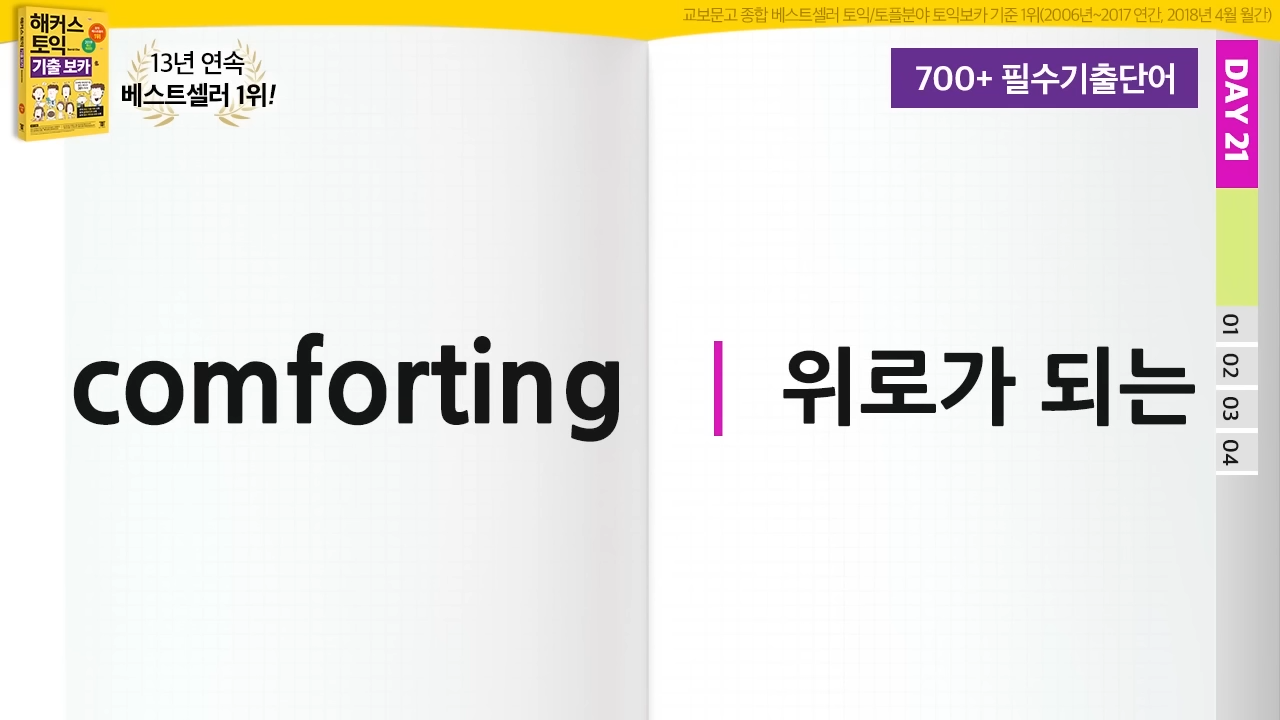 교보문고 종합 베스트셀러 토익/토플분야 토익보카 기준 1위(2006년~2017 연간, 2018년 4월 월간)
해커스
토익
기출 보카
13년 연속
베스트셀러 1위!
700+ 필수기출단어
DAY 21
comforting
위로가 되는
01
02
03
04